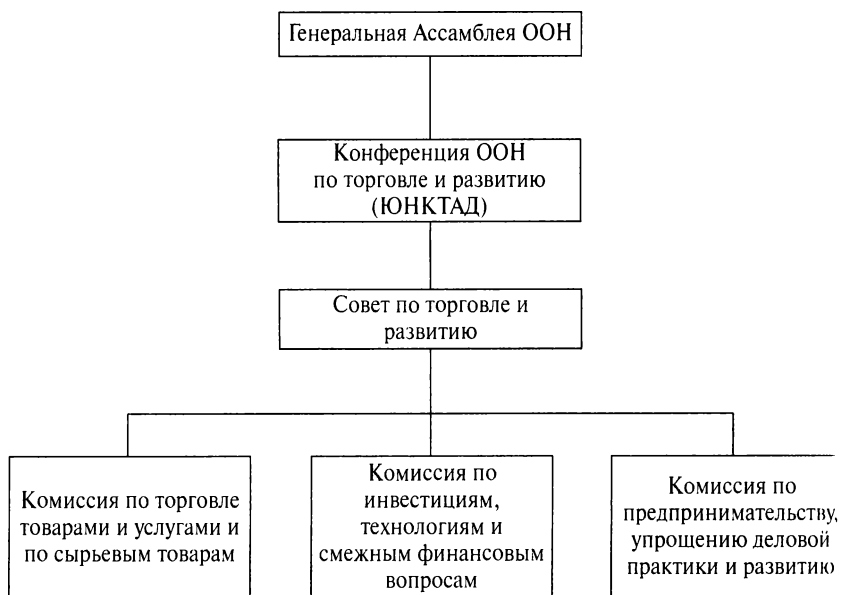 Генеральная Ассамблея ООН
Конференция ООН
по торговле и развитию
(ЮНКТАД)
Совет по торговле и
развитию
Комиссия по торговле
товарами и услугами и
по сырьевым товарам
Комиссия по
инвестициям,
технологиям и
смежным финансовым
вопросам
Комиссия по
предпринимательству,
упрощению деловой
практики и развитию